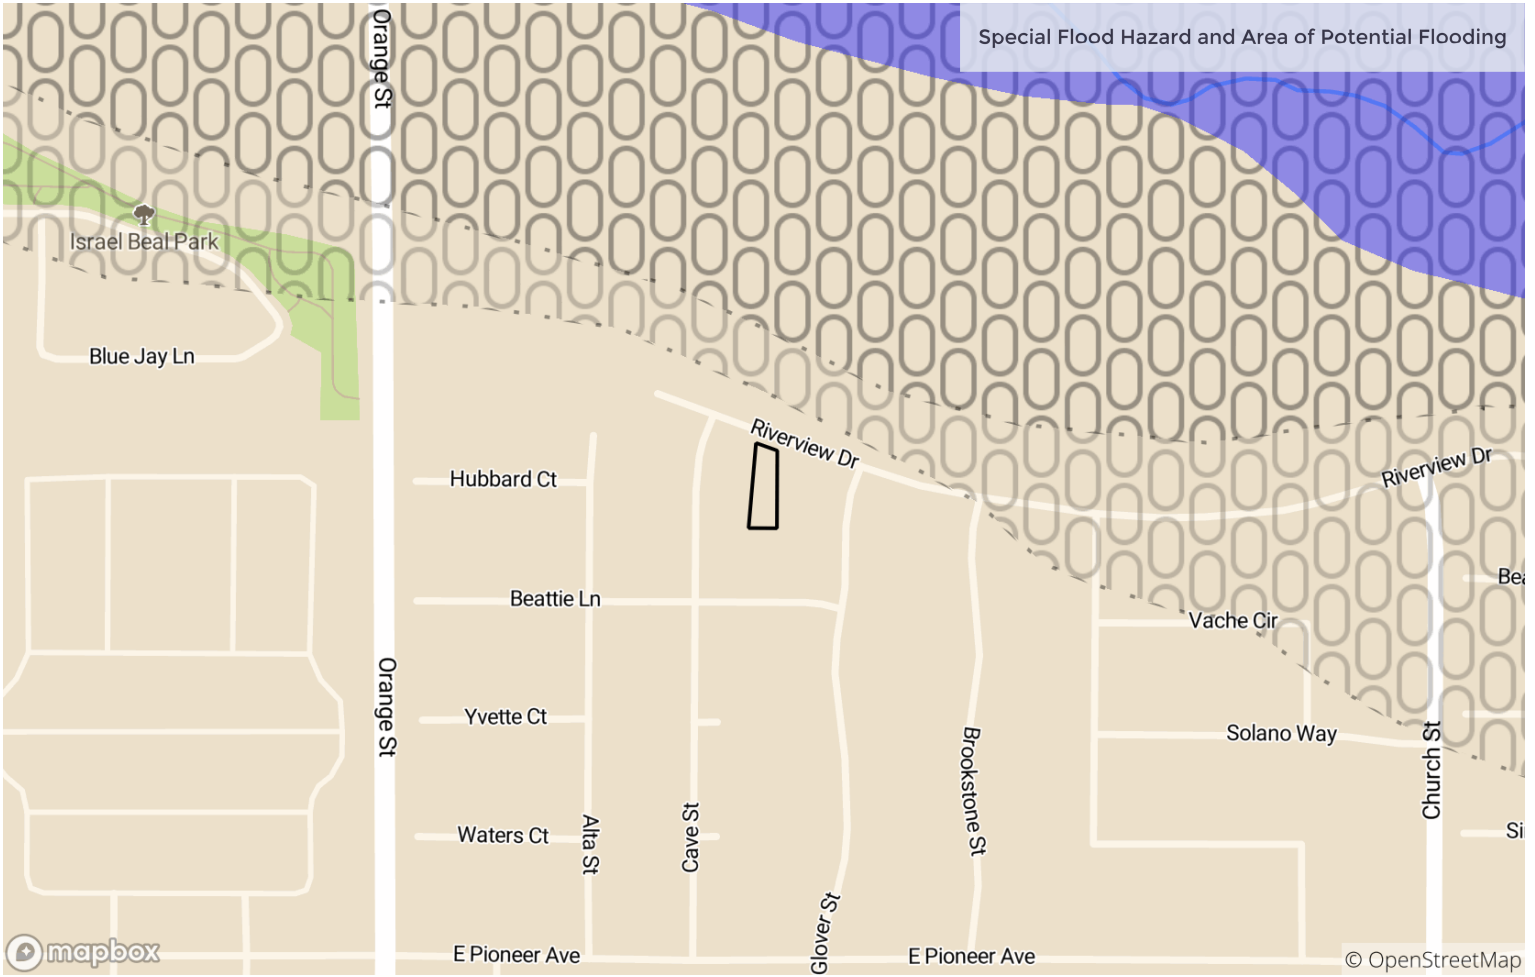 Special Flood Hazard and Area of Potential Flooding
Orange St
Israel Beal Park
Blue Jay Ln
Riverview Dr
Riverview Dr
Hubbard Ct
Beattie Ln
Bea
Vache Cir
Orange St
Yvette Ct
Solano Way
Brookstone St
Church St
Waters Ct
Alta St
Cave St
Si
Glover St
E Pioneer Ave
E Pioneer Ave
mapbox
© OpenStreetMap